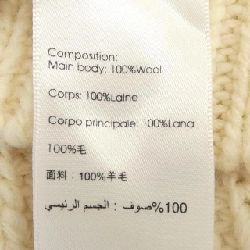 Composition:
Main body: 100%Wool
Corps: 100%Laine
Corpo principale: 100%Lana
100%毛
面料：100%羊毛
100%صوف : الجسم الرئيسي